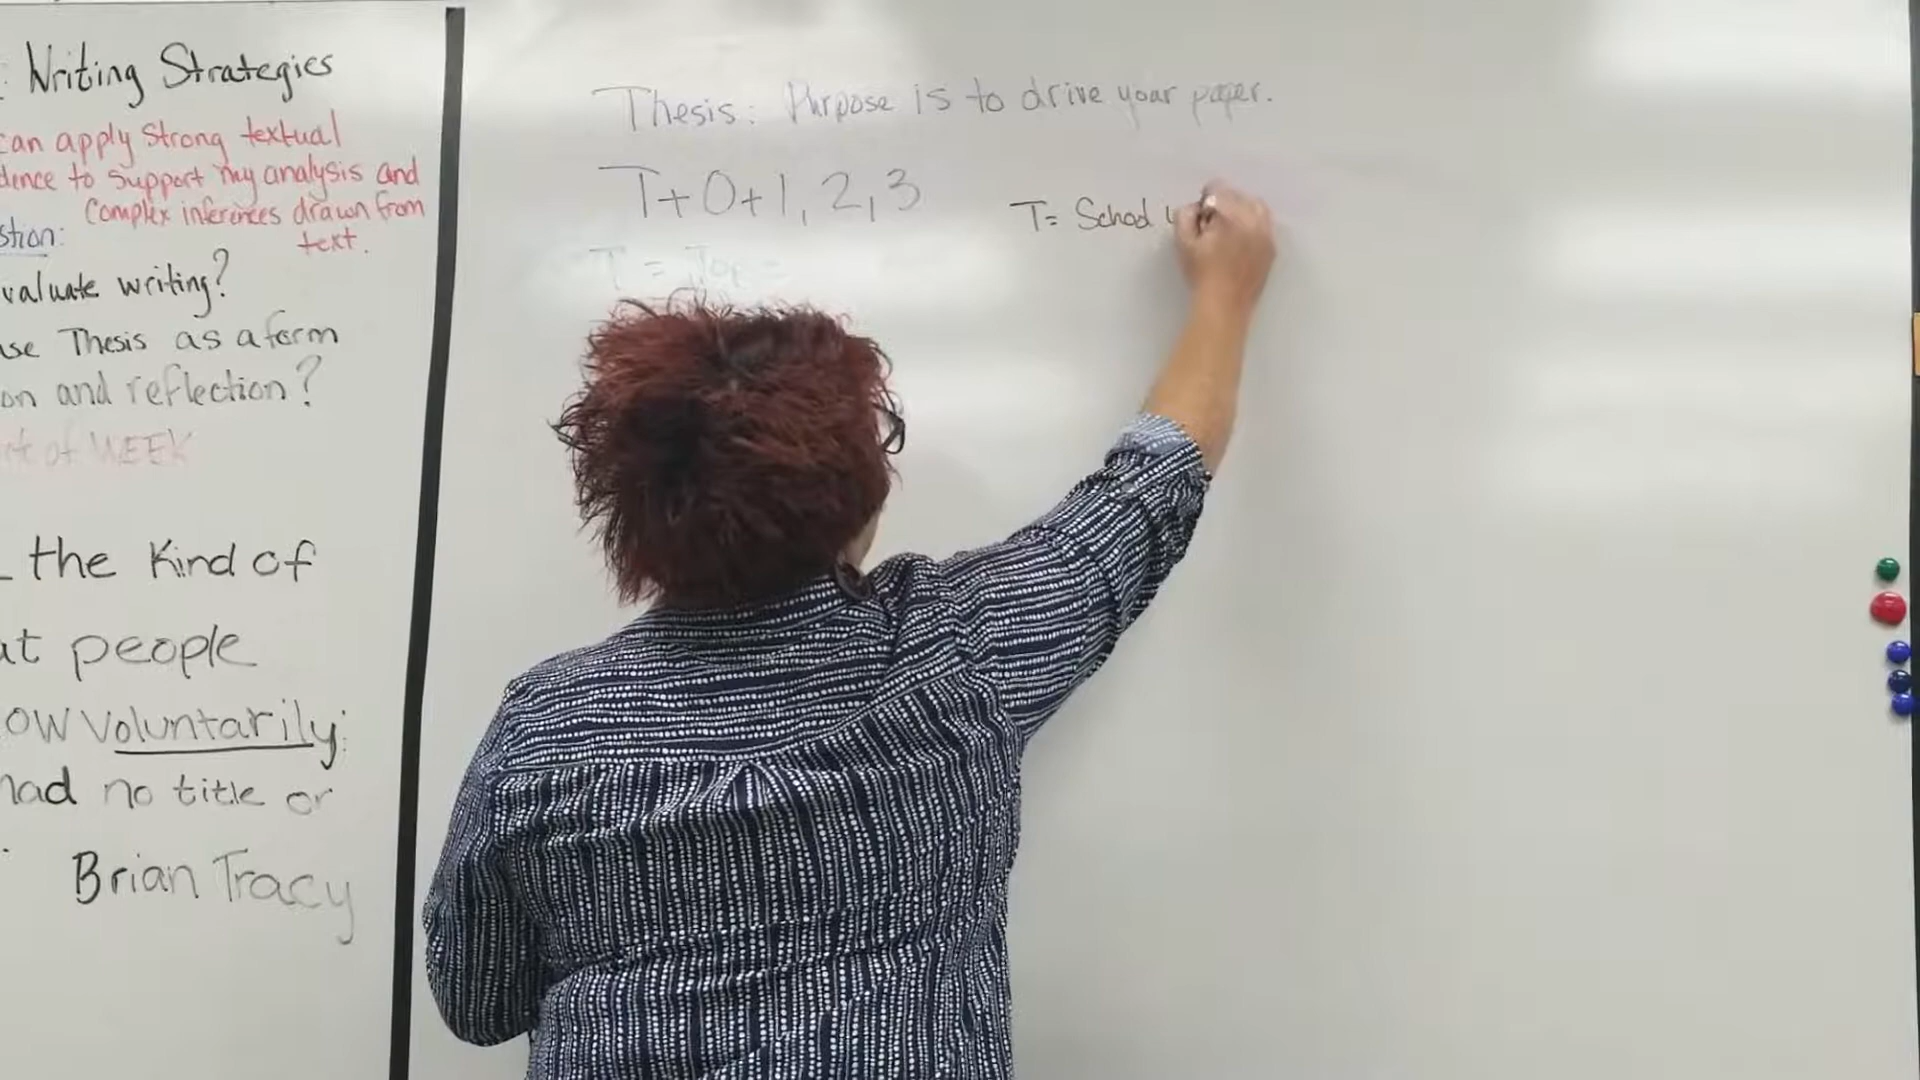 : Writing Strategies
can apply Strong textual
dence to support my analysis and
Complex inferences drawn from
text.
stion:
valuate writing?
se Thesis as a form
on and reflection?
of WEEK
the Kind of
at people
ow voluntarily;
had no title or
Brian Tracy
Thesis: Purpose is to drive your paper.
T+O+1, 2, 3
T= School
T =